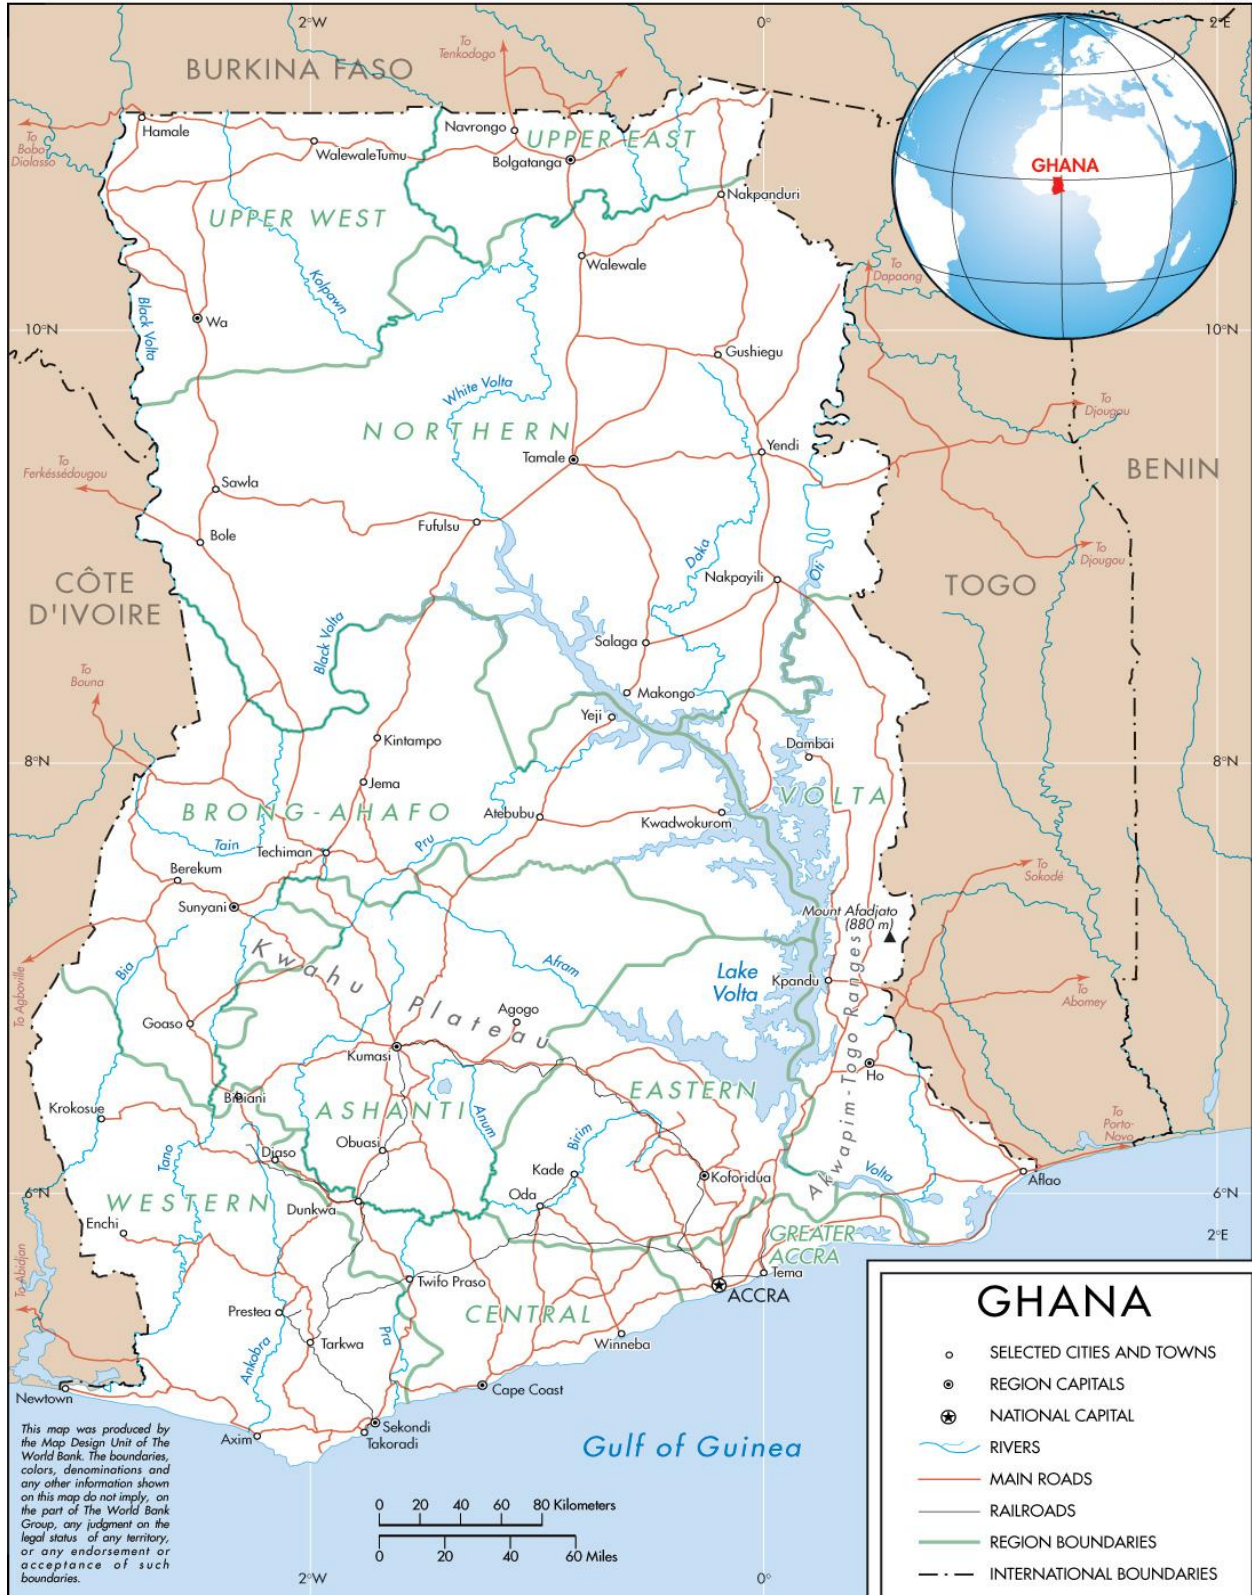 2°W
0°
2°E
BURKINA FASO
To
Tenkodogo
To
Bobo-
Dialasso
Hamale
WalewaleTumu
Navrongo
UPPER EAST
Bolgatanga
Nakpanduri
UPPER WEST
GHANA
Walewale
To
Dapaong
Kolpawn
Black Volta
Wa
10°N
10°N
Gushiegu
White Volta
To
Djougou
NORTHERN
Tamale
Yendi
BENIN
To
Ferkéssédougou
Sawla
Fufulsu
Bole
Daka
Oti
To
Djougou
Nakpayili
CÔTE
D'IVOIRE
TOGO
Black Volta
Salaga
To
Bouna
Makongo
Yeji
Kintampo
Dambai
8°N
8°N
Jema
VOLTA
BRONG-AHAFO
Atebubu
Kwadwokurom
Tain
Techiman
Pru
Berekum
To
Sokodé
Sunyani
Mount Afadjato
(880 m)
Kwahu Plateau
To Agboville
Bia
Afram
Lake
Volta
Kpandu
To
Abomey
Goaso
Agogo
Akwapim-Togo Ranges
Kumasi
Ho
Bibiani
EASTERN
Krokosue
ASHANTI
Anum
To
Porto-
Novo
Obuasi
Birim
Tano
Diaso
Kade
Koforidua
Volta
Aflao
6°N
6°N
WESTERN
Dunkwa
Oda
Enchi
GREATER
ACCRA
2°E
To Abidjan
Tema
Twifo Praso
ACCRA
Prestea
CENTRAL
Tarkwa
Pra
Winneba
Ankobra
Newtown
Cape Coast
Sekondi
Takoradi
Axim
Gulf of Guinea
This map was produced by
the Map Design Unit of The
World Bank. The boundaries,
colors, denominations and
any other information shown
on this map do not imply, on
the part of The World Bank
Group, any judgment on the
legal status of any territory,
or any endorsement or
acceptance of such
boundaries.
0 20 40 60 80 Kilometers
0 20 40 60 Miles
2°W
0°
GHANA
SELECTED CITIES AND TOWNS
REGION CAPITALS
NATIONAL CAPITAL
RIVERS
MAIN ROADS
RAILROADS
REGION BOUNDARIES
INTERNATIONAL BOUNDARIES